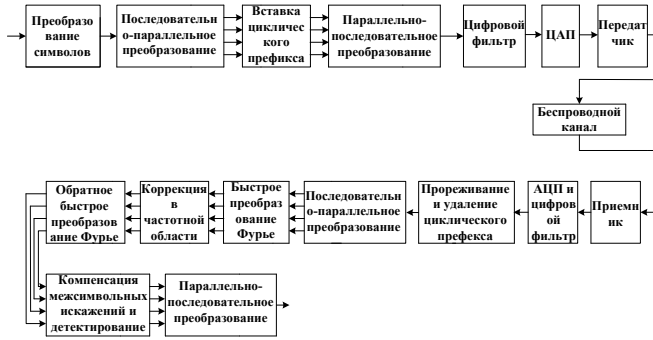 Преобразо
вание
символов
Последовательн
о-параллельное
преобразование
Вставка
цикличес
кого
префикса
Параллельно-
последовательное
преобразование
Цифровой
фильтр
ЦАП
Передат
чик
Беспроводной
канал
Обратное
быстрое
преобразов
ание Фурье
Коррекция
в
частотной
области
Быстрое
преобраз
ование
Фурье
Последовательн
о-параллельное
преобразование
Прореживание
и удаление
циклического
префекса
АЦП и
цифров
ой
фильтр
Приемн
ик
Компенсация
межсимвольных
искажений и
детектирование
Параллельно-
последовательное
преобразование